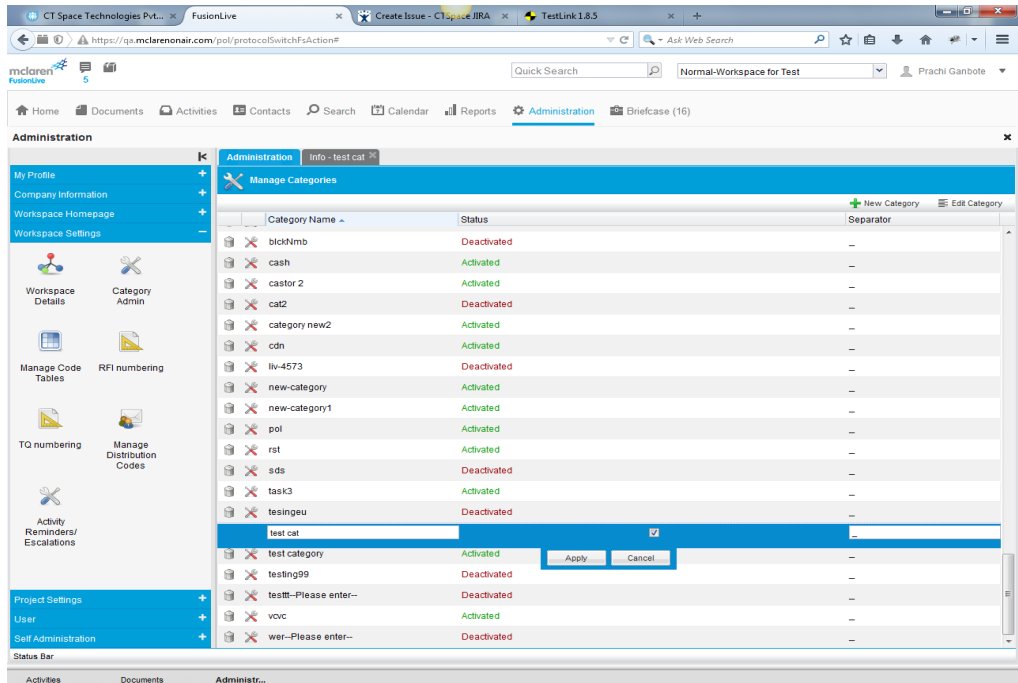 CT Space Technologies Pvt...
FusionLive
Create Issue - CTSpace JIRA
TestLink 1.8.5
https://qa.mclarenonair.com/pol/protocolSwitchFsAction#
Ask Web Search
mclaren
FusionLive
5
Quick Search
Normal-Workspace for Test
Prachi Ganbote
Home Documents Activities Contacts Search Calendar Reports Administration Briefcase (16)
Administration
My Profile
Company Information
Workspace Homepage
Workspace Settings
Workspace Details
Category Admin
Manage Code Tables
RFI numbering
TQ numbering
Manage Distribution Codes
Activity Reminders/ Escalations
Project Settings
User
Self Administration
Administration Info - test cat
Manage Categories
New Category Edit Category
Category Name Status Separator
blckNmb Deactivated _
cash Activated _
castor 2 Activated _
cat2 Deactivated _
category new2 Activated _
cdn Activated _
liv-4573 Deactivated _
new-category Activated _
new-category1 Activated _
pol Activated _
rst Activated _
sds Deactivated _
task3 Activated _
tesingeu Deactivated _
test cat _
test category Activated _
Apply Cancel
testing99 Deactivated _
testtt--Please enter-- Deactivated _
vcvc Activated _
wer--Please enter-- Deactivated _
Status Bar
Activities Documents Administr...